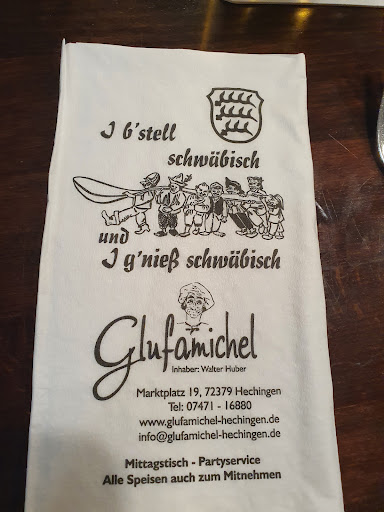 I b'stell
schwäbisch
und
I g'nieß schwäbisch
Glufamichel
Inhaber: Walter Huber
Marktplatz 19, 72379 Hechingen
Tel: 07471 - 16880
www.glufamichel-hechingen.de
info@glufamichel-hechingen.de
Mittagstisch - Partyservice
Alle Speisen auch zum Mitnehmen